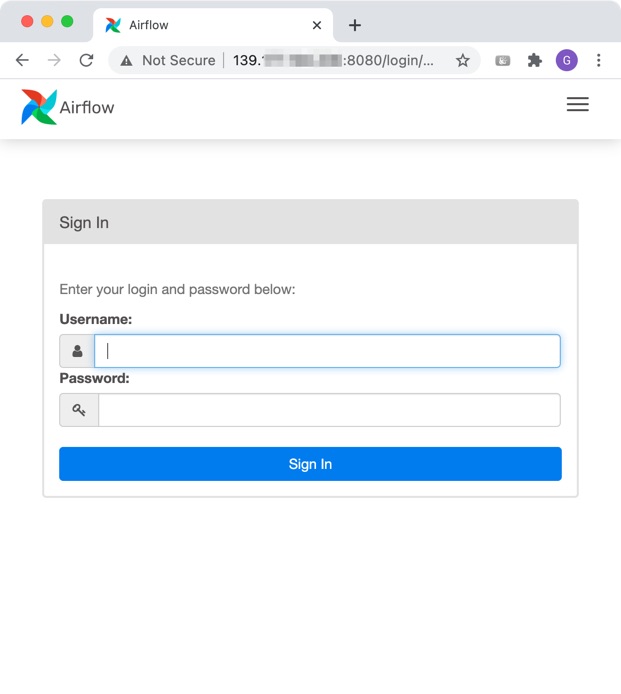 Airflow
Not Secure 139.1 :8080/login/...
G
Airflow
Sign In
Enter your login and password below:
Username:
Password:
Sign In